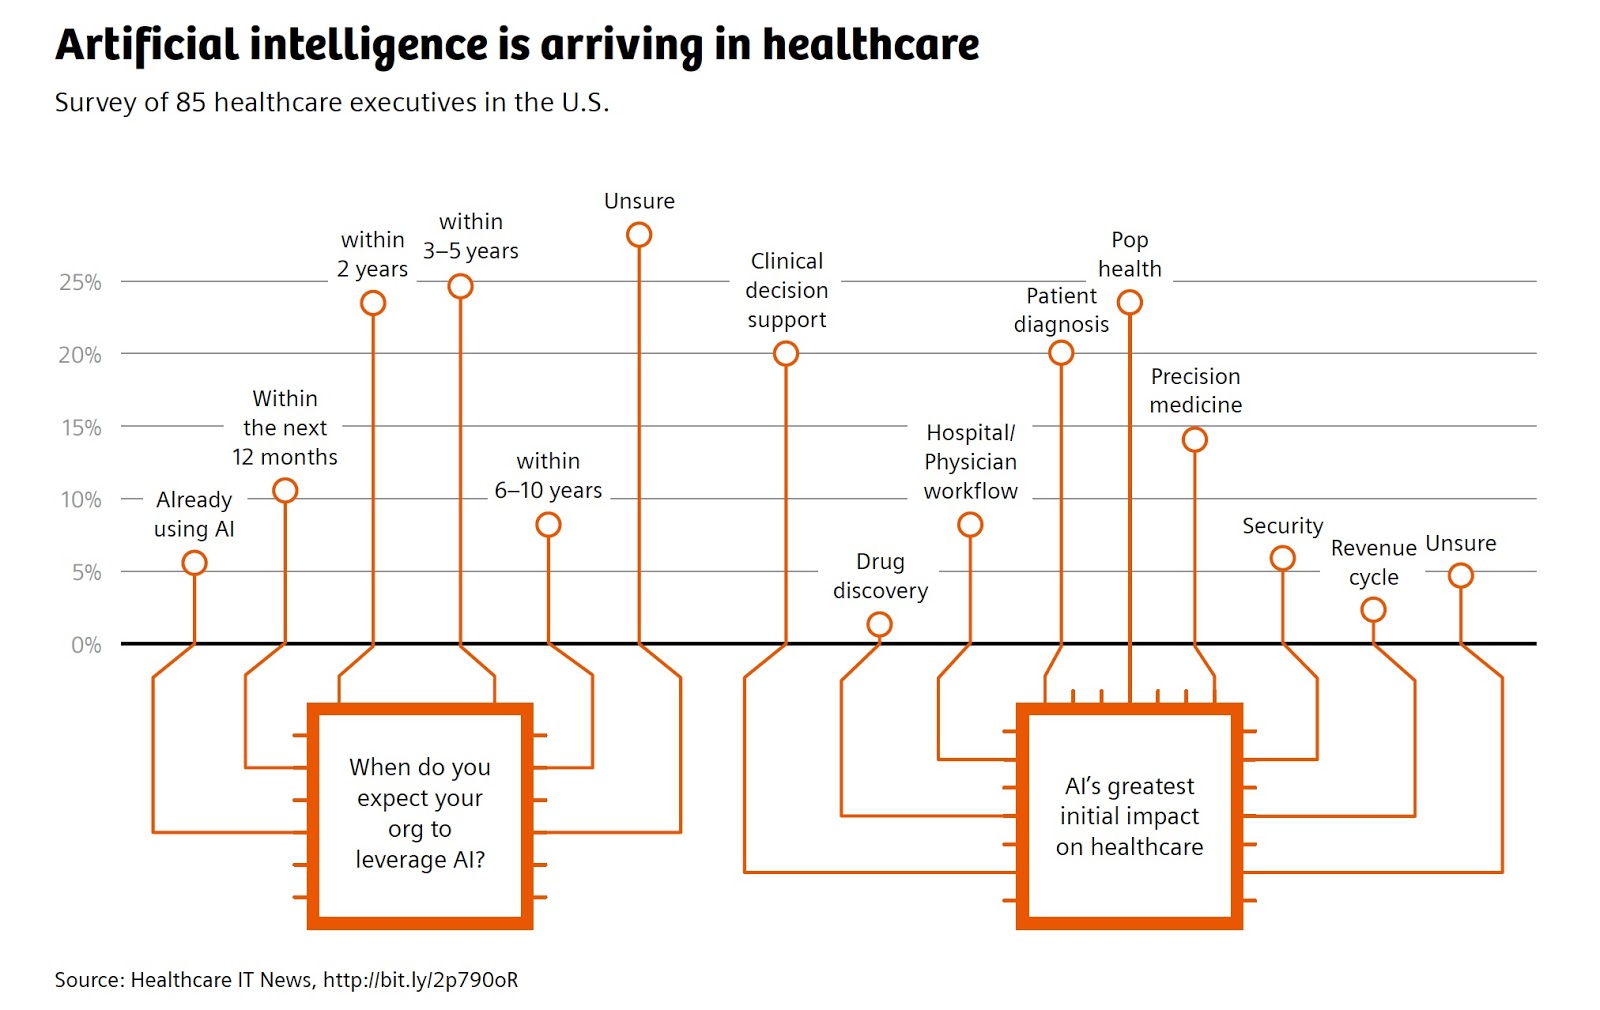 Artificial intelligence is arriving in healthcare
Survey of 85 healthcare executives in the U.S.
25%
20%
15%
10%
5%
0%
Already
using AI
Within
the next
12 months
within
2 years
within
3–5 years
within
6–10 years
Unsure
Clinical
decision
support
Drug
discovery
Hospital/
Physician
workflow
Patient
diagnosis
Pop
health
Precision
medicine
Security
Revenue
cycle
Unsure
When do you
expect your
org to
leverage AI?
AI’s greatest
initial impact
on healthcare
Source: Healthcare IT News, http://bit.ly/2p790oR